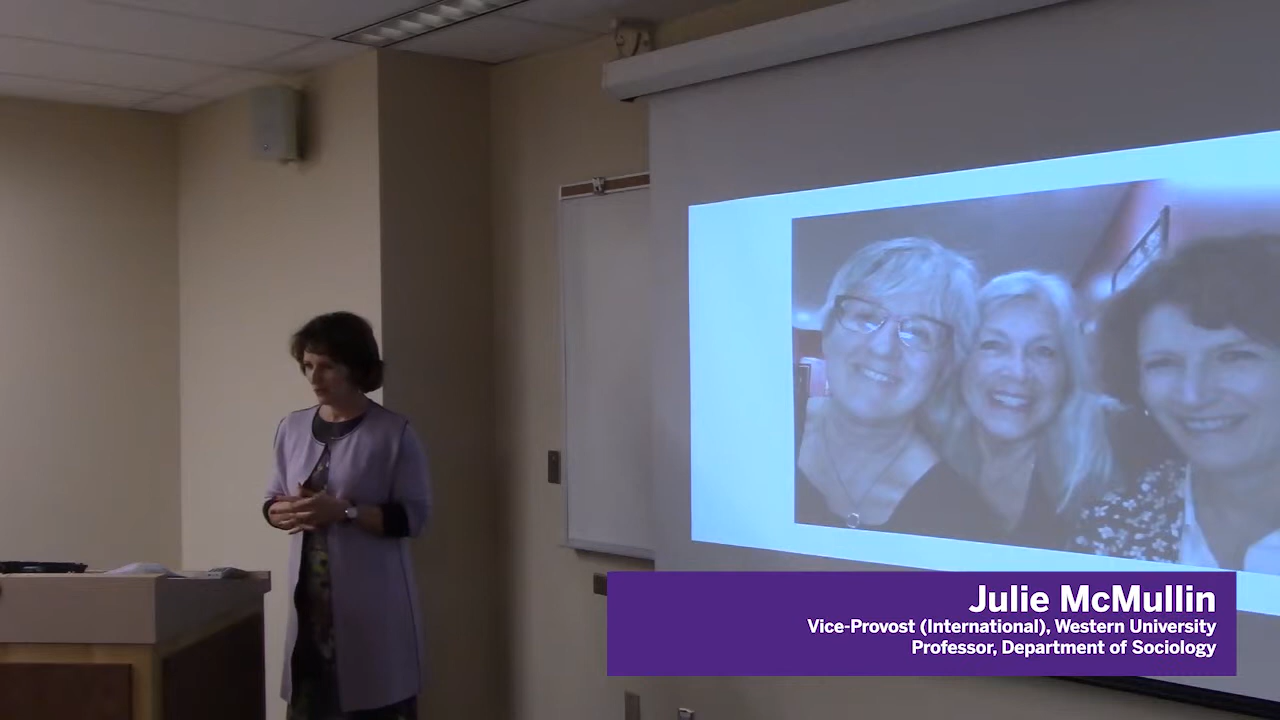 Julie McMullin
Vice-Provost (International), Western University
Professor, Department of Sociology